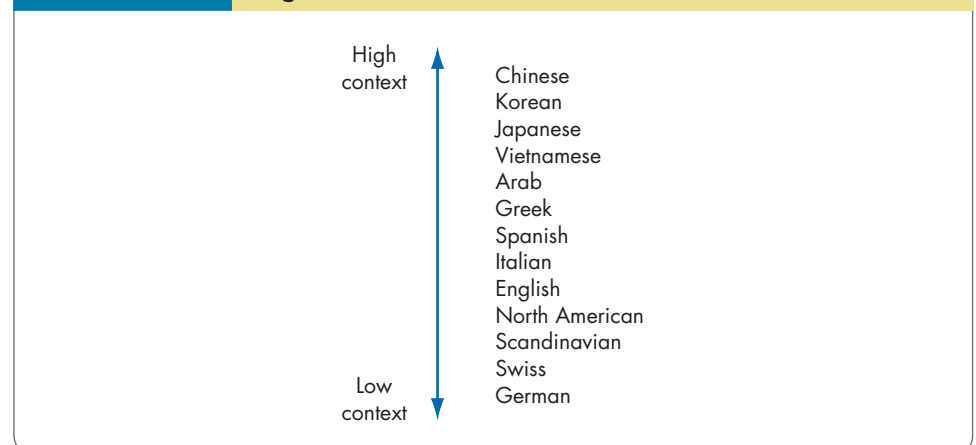 High
context
Chinese
Korean
Japanese
Vietnamese
Arab
Greek
Spanish
Italian
English
North American
Scandinavian
Swiss
German
Low
context